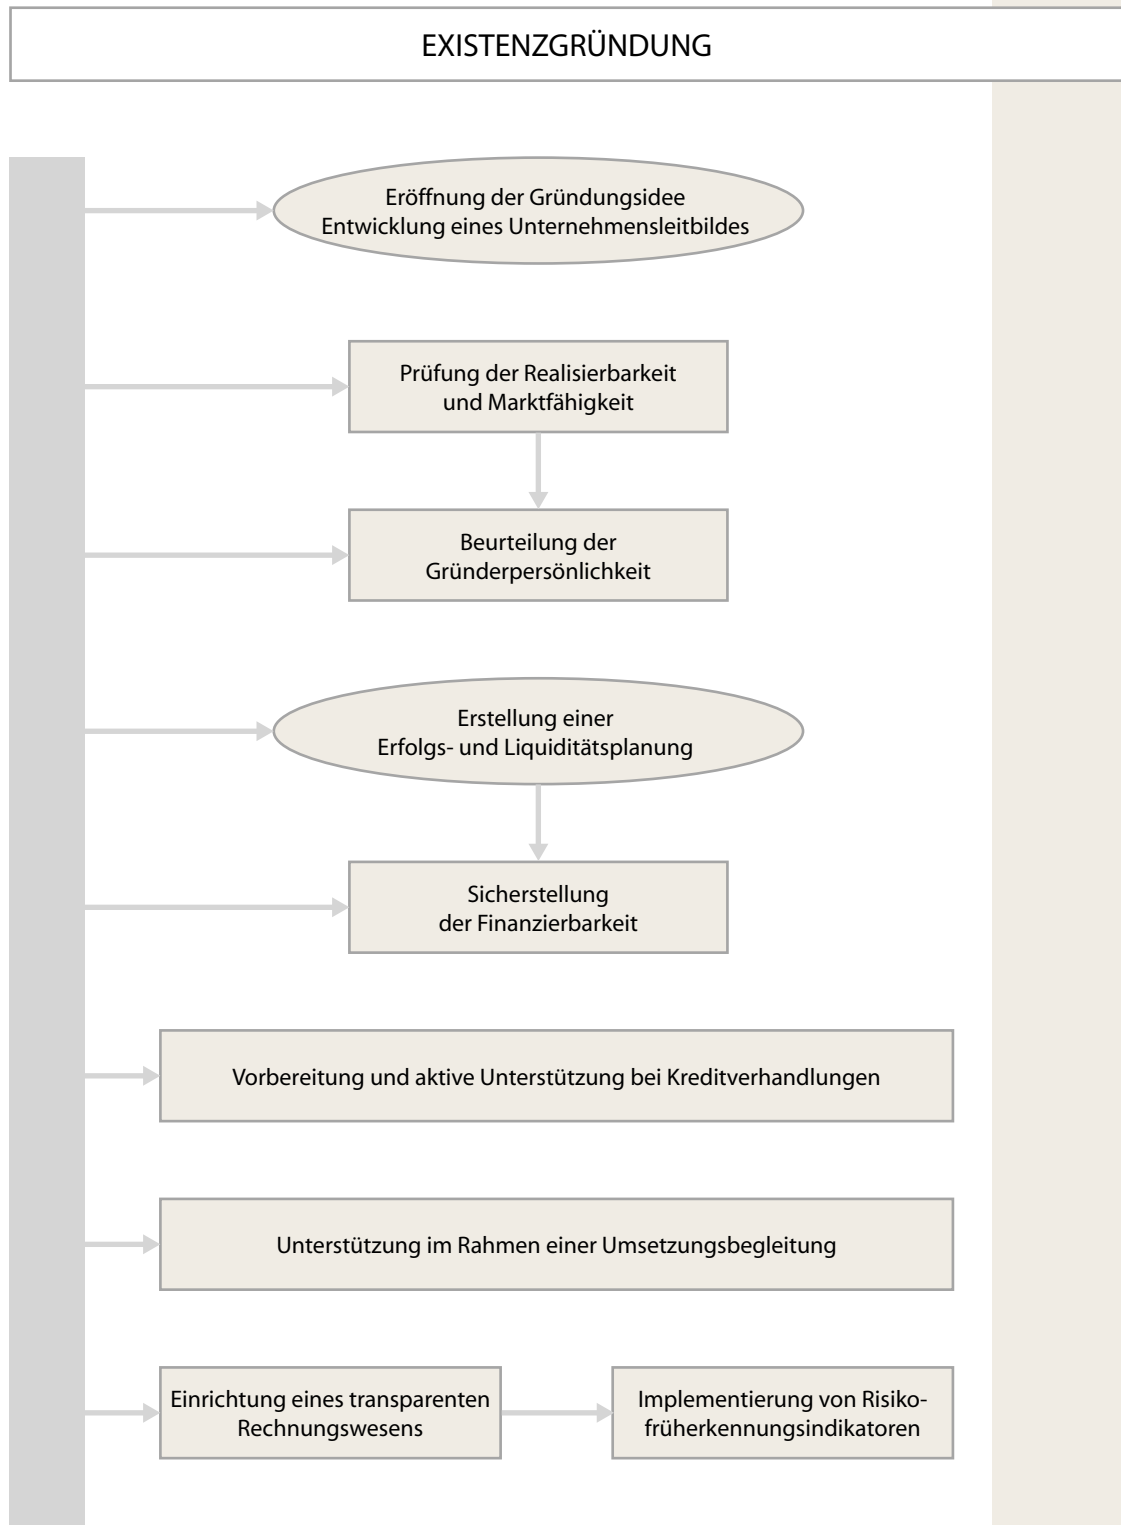 EXISTENZGRÜNDUNG
Eröffnung der Gründungsidee
Entwicklung eines Unternehmensleitbildes
Prüfung der Realisierbarkeit
und Marktfähigkeit
Beurteilung der
Gründerpersönlichkeit
Erstellung einer
Erfolgs- und Liquiditätsplanung
Sicherstellung
der Finanzierbarkeit
Vorbereitung und aktive Unterstützung bei Kreditverhandlungen
Unterstützung im Rahmen einer Umsetzungsbegleitung
Einrichtung eines transparenten
Rechnungswesens
Implementierung von Risiko-
früherkennungsindikatoren